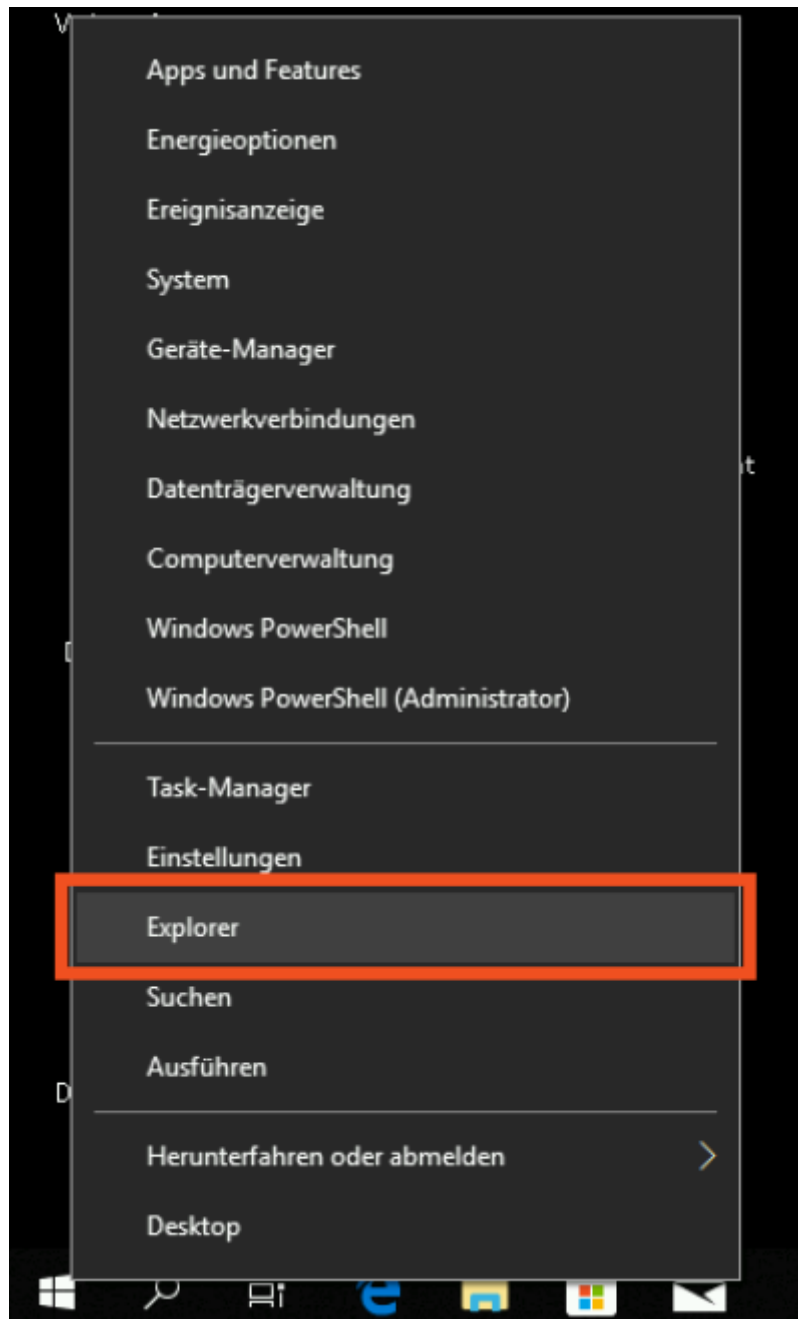 Apps und Features
Energieoptionen
Ereignisanzeige
System
Geräte-Manager
Netzwerkverbindungen
Datenträgerverwaltung
Computerverwaltung
Windows PowerShell
Windows PowerShell (Administrator)
Task-Manager
Einstellungen
Explorer
Suchen
Ausführen
Herunterfahren oder abmelden
Desktop